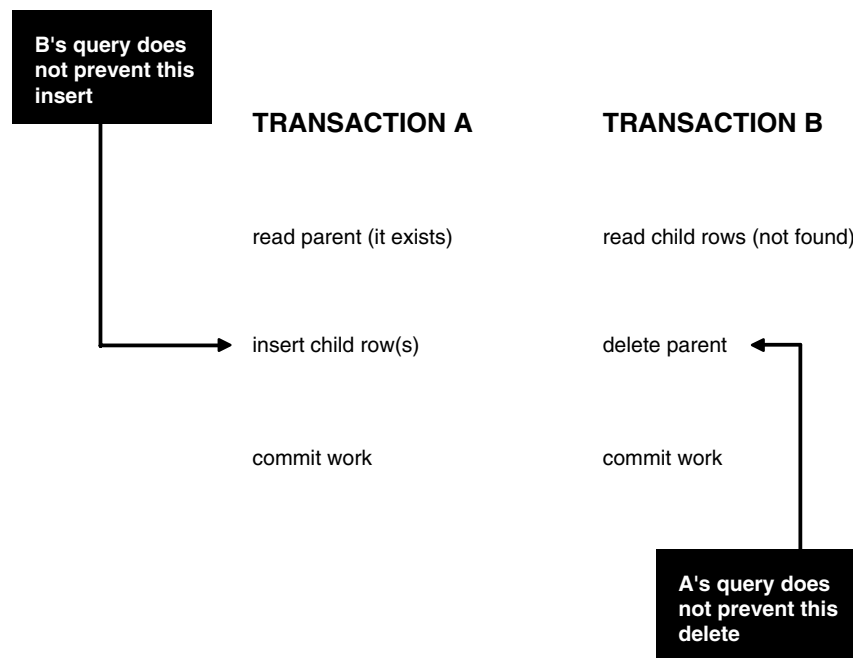 B's query does
not prevent this
insert
TRANSACTION A
TRANSACTION B
read parent (it exists)
read child rows (not found)
insert child row(s)
delete parent
commit work
commit work
A's query does
not prevent this
delete